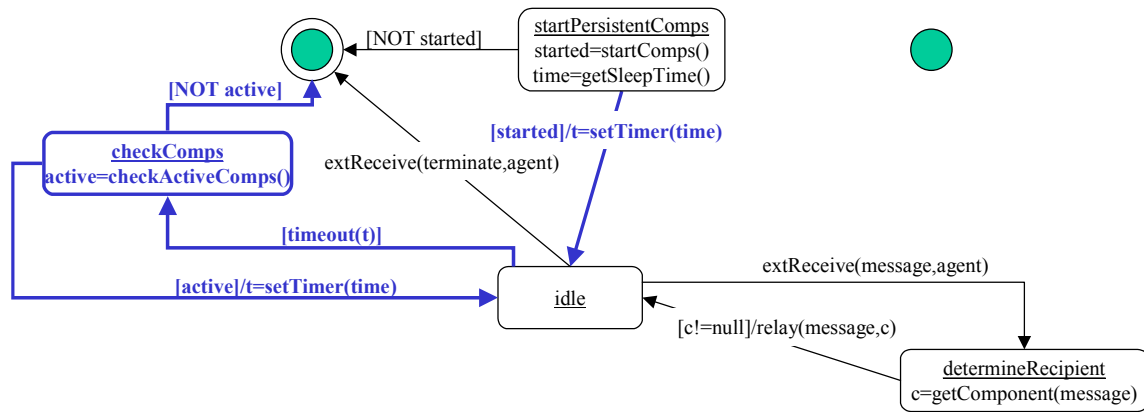 startPersistentComps
started=startComps()
time=getSleepTime()
[NOT started]
[NOT active]
[started]/t=setTimer(time)
checkComps
active=checkActiveComps()
extReceive(terminate,agent)
[timeout(t)]
extReceive(message,agent)
[active]/t=setTimer(time)
idle
[c!=null]/relay(message,c)
determineRecipient
c=getComponent(message)